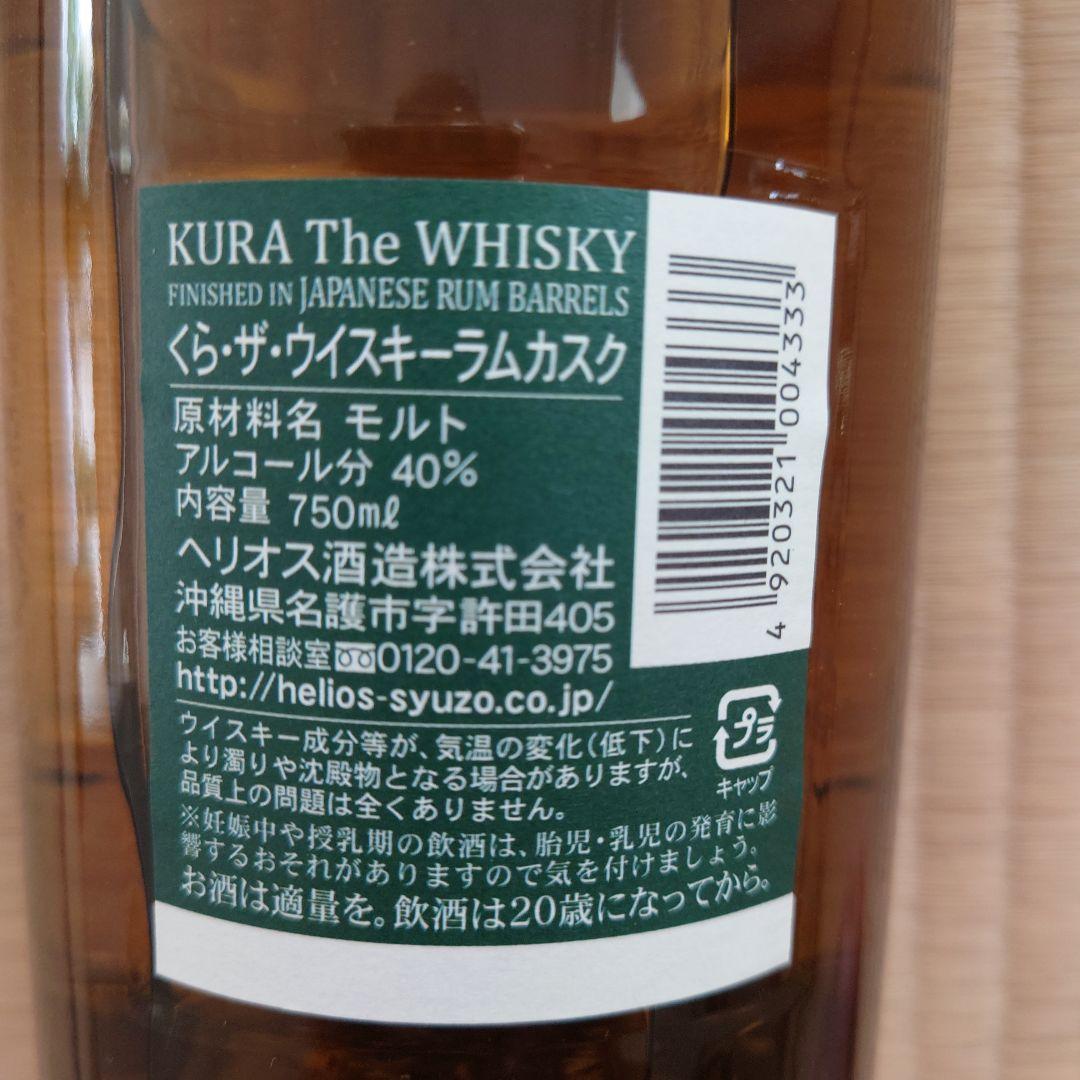 KURA The WHISKY
FINISHED IN JAPANESE RUM BARRELS
くら・ザ・ウイスキーラムカスク
原材料名 モルト
アルコール分 40%
内容量 750mℓ
ヘリオス酒造株式会社
沖縄県名護市字許田405
お客様相談室 0120-41-3975
http://helios-syuzo.co.jp/
ウイスキー成分等が、気温の変化(低下)に
より濁りや沈殿物となる場合がありますが、
品質上の問題は全くありません。
※妊娠中や授乳期の飲酒は、胎児・乳児の発育に影
響するおそれがありますので気を付けましょう。
お酒は適量を。飲酒は20歳になってから。
4 920321 004333
プラ
キャップ